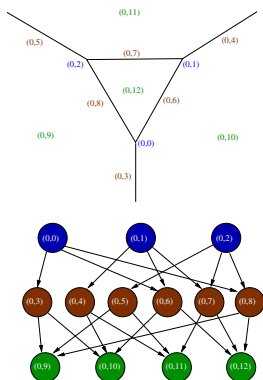 (0,11)
(0,5) (0,7) (0,4)
(0,2) (0,1)
(0,8) (0,12) (0,6)
(0,9) (0,0) (0,10)
(0,3)
(0,0) (0,1) (0,2)
(0,3) (0,4) (0,5) (0,6) (0,7) (0,8)
(0,9) (0,10) (0,11) (0,12)